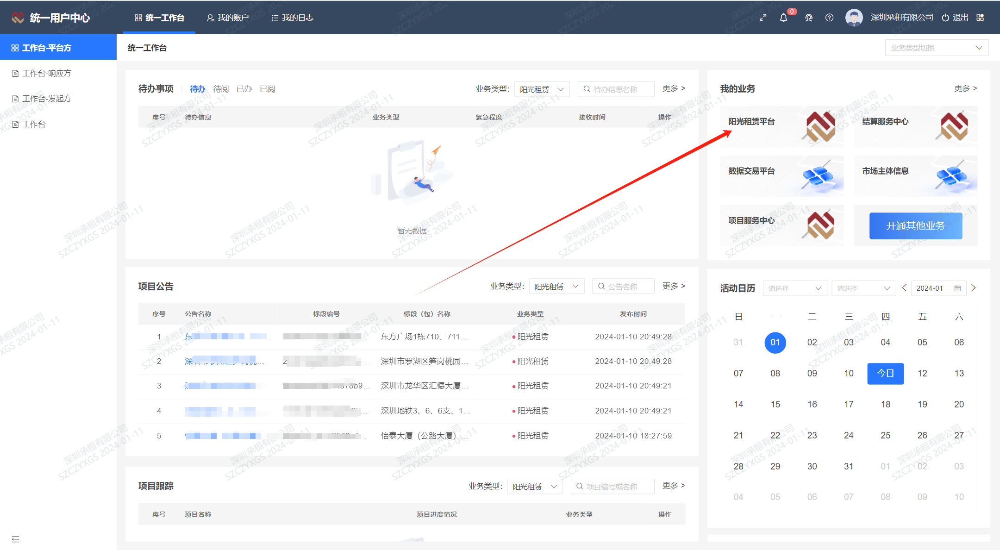 统一用户中心
统一工作台
我的账户
我的日志
0
深圳承租有限公司
退出
工作台-平台方
工作台-响应方
工作台-发起方
工作台
统一工作台
业务类型切换
待办事项
待办 待阅 已办 已阅
业务类型：
阳光租赁
待办信息名称
更多 >
序号 待办信息 业务类型 紧急程度 接收时间 操作
暂无数据
我的业务
更多 >
阳光租赁平台
结算服务中心
数据交易平台
市场主体信息
项目服务中心
开通其他业务
项目公告
业务类型：
阳光租赁
公告名称
更多 >
序号 公告名称 标段编号 标段（包）名称 业务类型 发布时间
1 东 东方广场1栋710、711... 阳光租赁 2024-01-10 20:49:28
2 深 深圳市罗湖区笋岗桃园... 阳光租赁 2024-01-10 20:49:28
3 深圳市龙华区汇德大厦... 阳光租赁 2024-01-10 20:49:21
4 深圳地铁3、6、6支、1... 阳光租赁 2024-01-10 20:49:21
5 怡泰大厦（公路大厦）... 阳光租赁 2024-01-10 18:27:59
活动日历
请选择
请选择
< 2024-01 >
日 一 二 三 四 五 六
31 01 02 03 04 05 06
07 08 09 10 今日 12 13
14 15 16 17 18 19 20
21 22 23 24 25 26 27
28 29 30 31 01 02 03
04 05 06 07 08 09 10
项目跟踪
业务类型：
阳光租赁
项目编号或名称
更多 >
序号 项目名称 项目进度情况 业务类型 操作
深圳承租有限公司
SZCZYXGS 2024-01-11